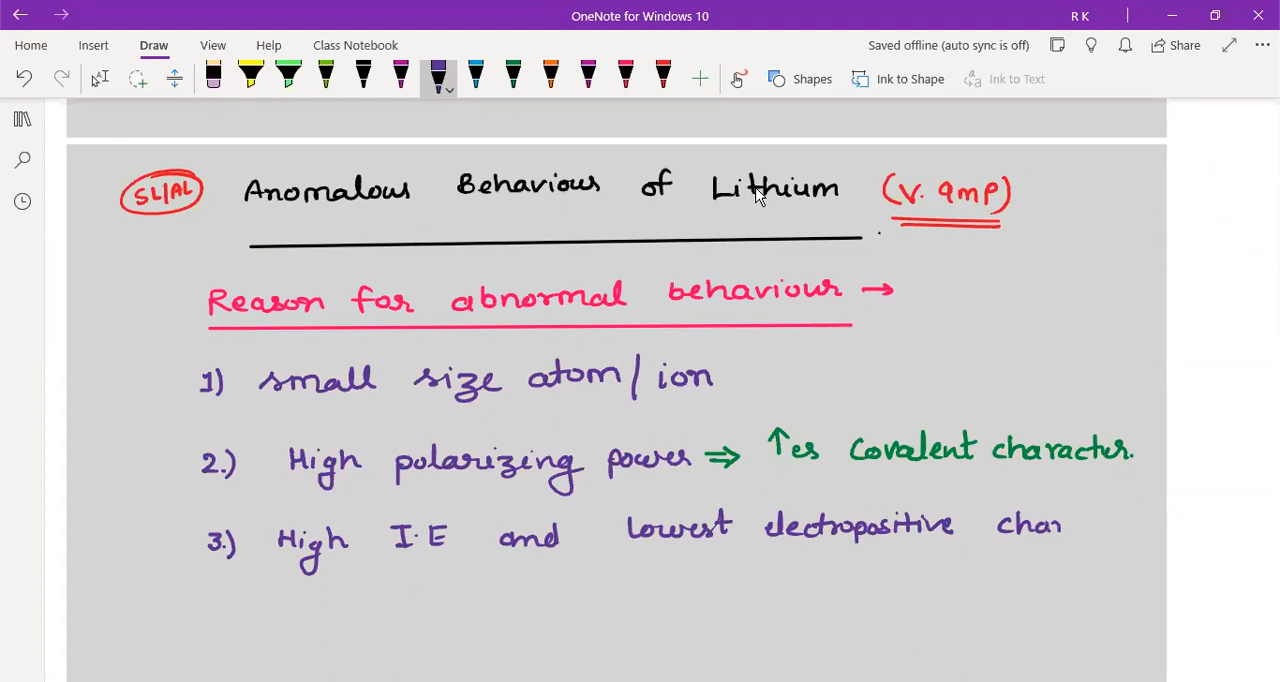 OneNote for Windows 10
R K
Home Insert Draw View Help Class Notebook
Saved offline (auto sync is off) Share
Shapes Ink to Shape Ink to Text
SL/AL Anomalous Behaviour of Lithium (V. Imp)
Reason for abnormal behaviour →
1) small size atom/ion
2.) High polarizing power ⇒ ↑es Covalent character.
3.) High I.E and lowest electropositive char